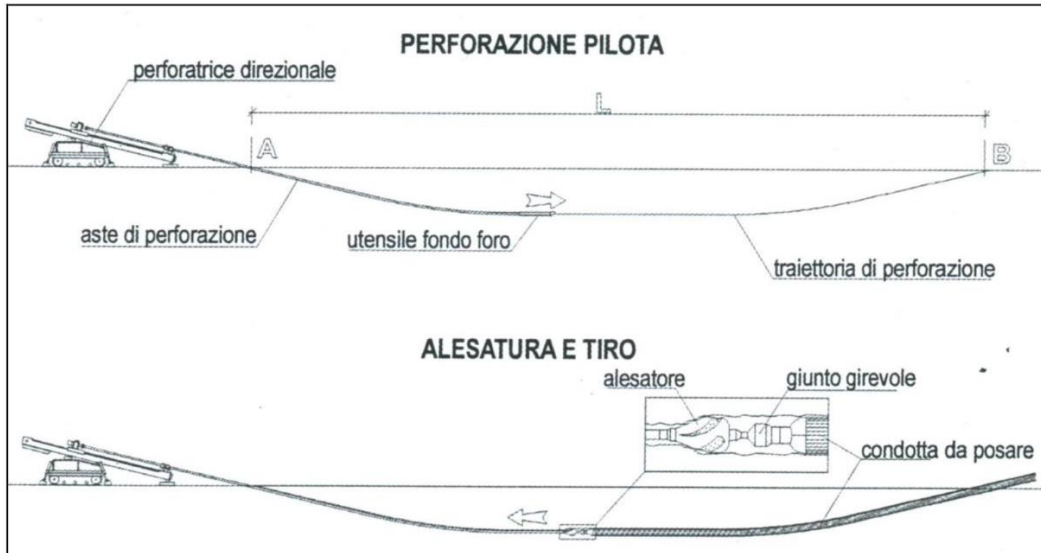 PERFORAZIONE PILOTA
perforatrice direzionale
L
A
B
aste di perforazione
utensile fondo foro
traiettoria di perforazione
ALESATURA E TIRO
alesatore
giunto girevole
condotta da posare